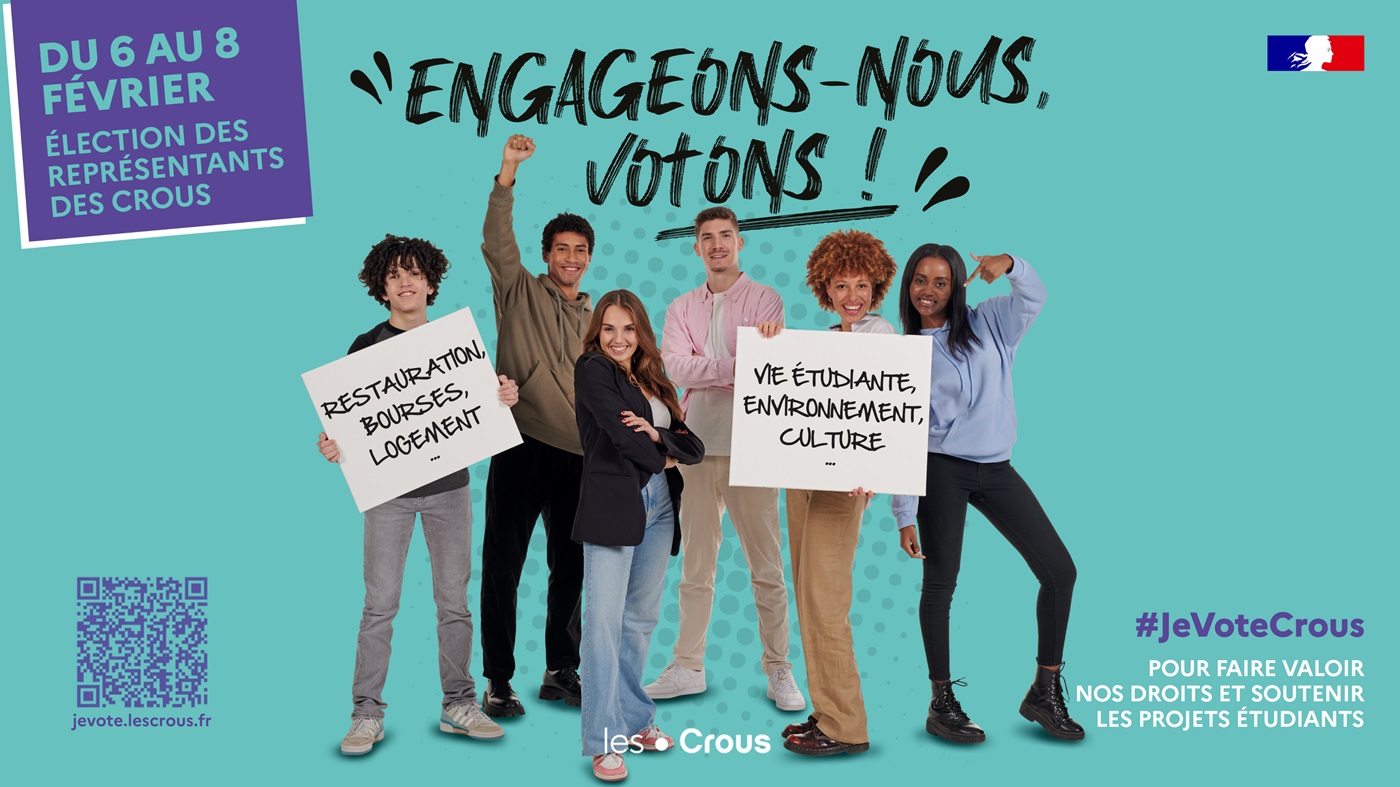 DU 6 AU 8
FÉVRIER
ÉLECTION DES
REPRÉSENTANTS
DES CROUS
ENGAGEONS-NOUS,
VOTONS !
RESTAURATION,
BOURSES,
LOGEMENT
...
VIE ÉTUDIANTE,
ENVIRONNEMENT,
CULTURE
...
jevote.lescrous.fr
les • Crous
#JeVoteCrous
POUR FAIRE VALOIR
NOS DROITS ET SOUTENIR
LES PROJETS ÉTUDIANTS